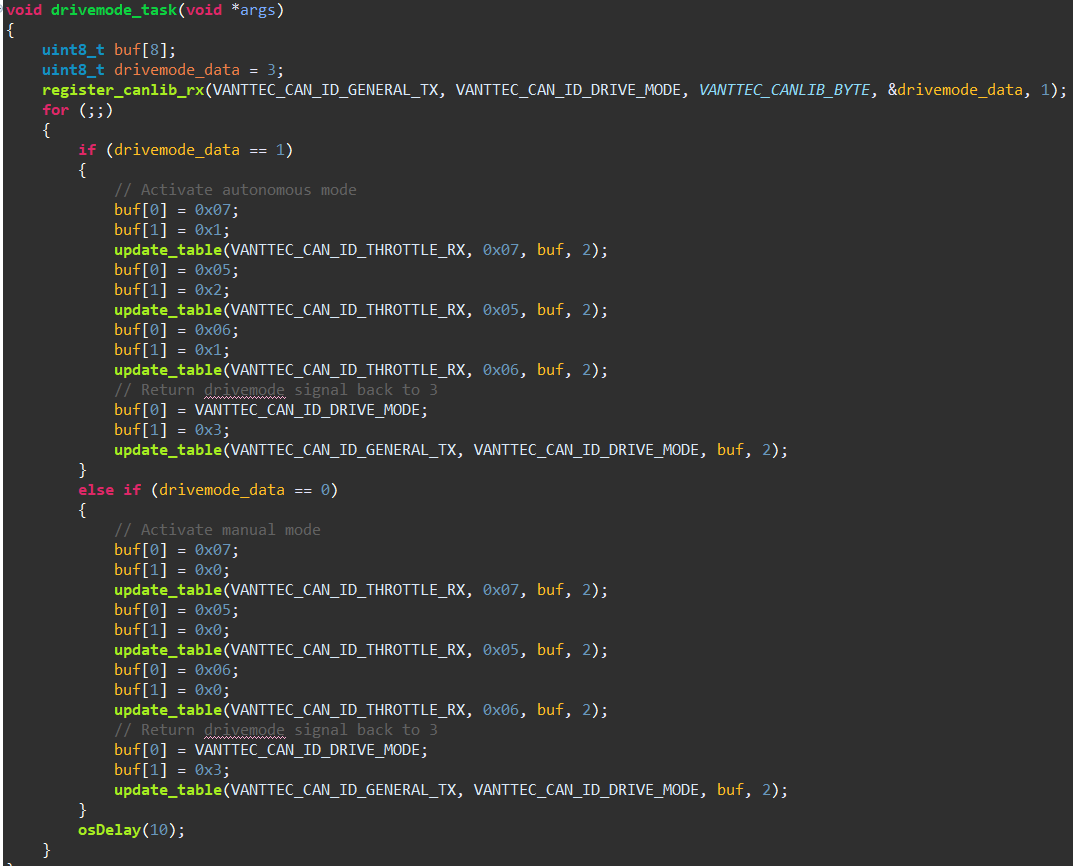 void drivemode_task(void *args)
{
    uint8_t buf[8];
    uint8_t drivemode_data = 3;
    register_canlib_rx(VANTTEC_CAN_ID_GENERAL_TX, VANTTEC_CAN_ID_DRIVE_MODE, VANTTEC_CANLIB_BYTE, &drivemode_data, 1);
    for (;;)
    {
        if (drivemode_data == 1)
        {
            // Activate autonomous mode
            buf[0] = 0x07;
            buf[1] = 0x1;
            update_table(VANTTEC_CAN_ID_THROTTLE_RX, 0x07, buf, 2);
            buf[0] = 0x05;
            buf[1] = 0x2;
            update_table(VANTTEC_CAN_ID_THROTTLE_RX, 0x05, buf, 2);
            buf[0] = 0x06;
            buf[1] = 0x1;
            update_table(VANTTEC_CAN_ID_THROTTLE_RX, 0x06, buf, 2);
            // Return drivemode signal back to 3
            buf[0] = VANTTEC_CAN_ID_DRIVE_MODE;
            buf[1] = 0x3;
            update_table(VANTTEC_CAN_ID_GENERAL_TX, VANTTEC_CAN_ID_DRIVE_MODE, buf, 2);
        }
        else if (drivemode_data == 0)
        {
            // Activate manual mode
            buf[0] = 0x07;
            buf[1] = 0x0;
            update_table(VANTTEC_CAN_ID_THROTTLE_RX, 0x07, buf, 2);
            buf[0] = 0x05;
            buf[1] = 0x0;
            update_table(VANTTEC_CAN_ID_THROTTLE_RX, 0x05, buf, 2);
            buf[0] = 0x06;
            buf[1] = 0x0;
            update_table(VANTTEC_CAN_ID_THROTTLE_RX, 0x06, buf, 2);
            // Return drivemode signal back to 3
            buf[0] = VANTTEC_CAN_ID_DRIVE_MODE;
            buf[1] = 0x3;
            update_table(VANTTEC_CAN_ID_GENERAL_TX, VANTTEC_CAN_ID_DRIVE_MODE, buf, 2);
        }
        osDelay(10);
    }